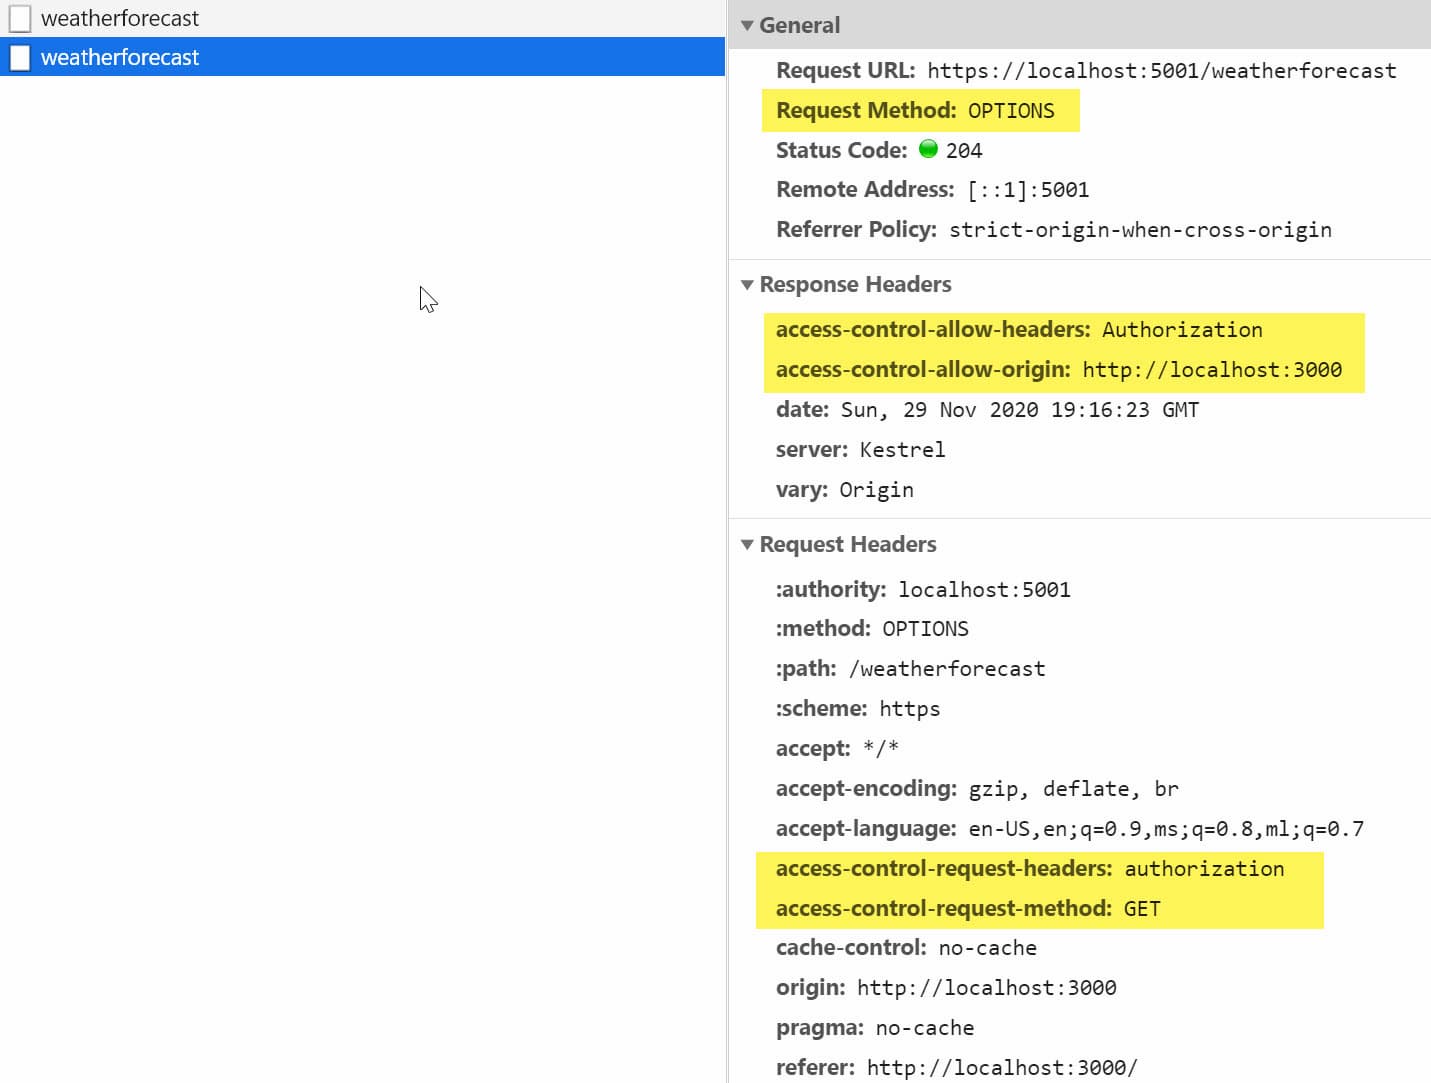 weatherforecast
weatherforecast
General
Request URL: https://localhost:5001/weatherforecast
Request Method: OPTIONS
Status Code: 204
Remote Address: [::1]:5001
Referrer Policy: strict-origin-when-cross-origin
Response Headers
access-control-allow-headers: Authorization
access-control-allow-origin: http://localhost:3000
date: Sun, 29 Nov 2020 19:16:23 GMT
server: Kestrel
vary: Origin
Request Headers
:authority: localhost:5001
:method: OPTIONS
:path: /weatherforecast
:scheme: https
accept: */*
accept-encoding: gzip, deflate, br
accept-language: en-US,en;q=0.9,ms;q=0.8,ml;q=0.7
access-control-request-headers: authorization
access-control-request-method: GET
cache-control: no-cache
origin: http://localhost:3000
pragma: no-cache
referer: http://localhost:3000/